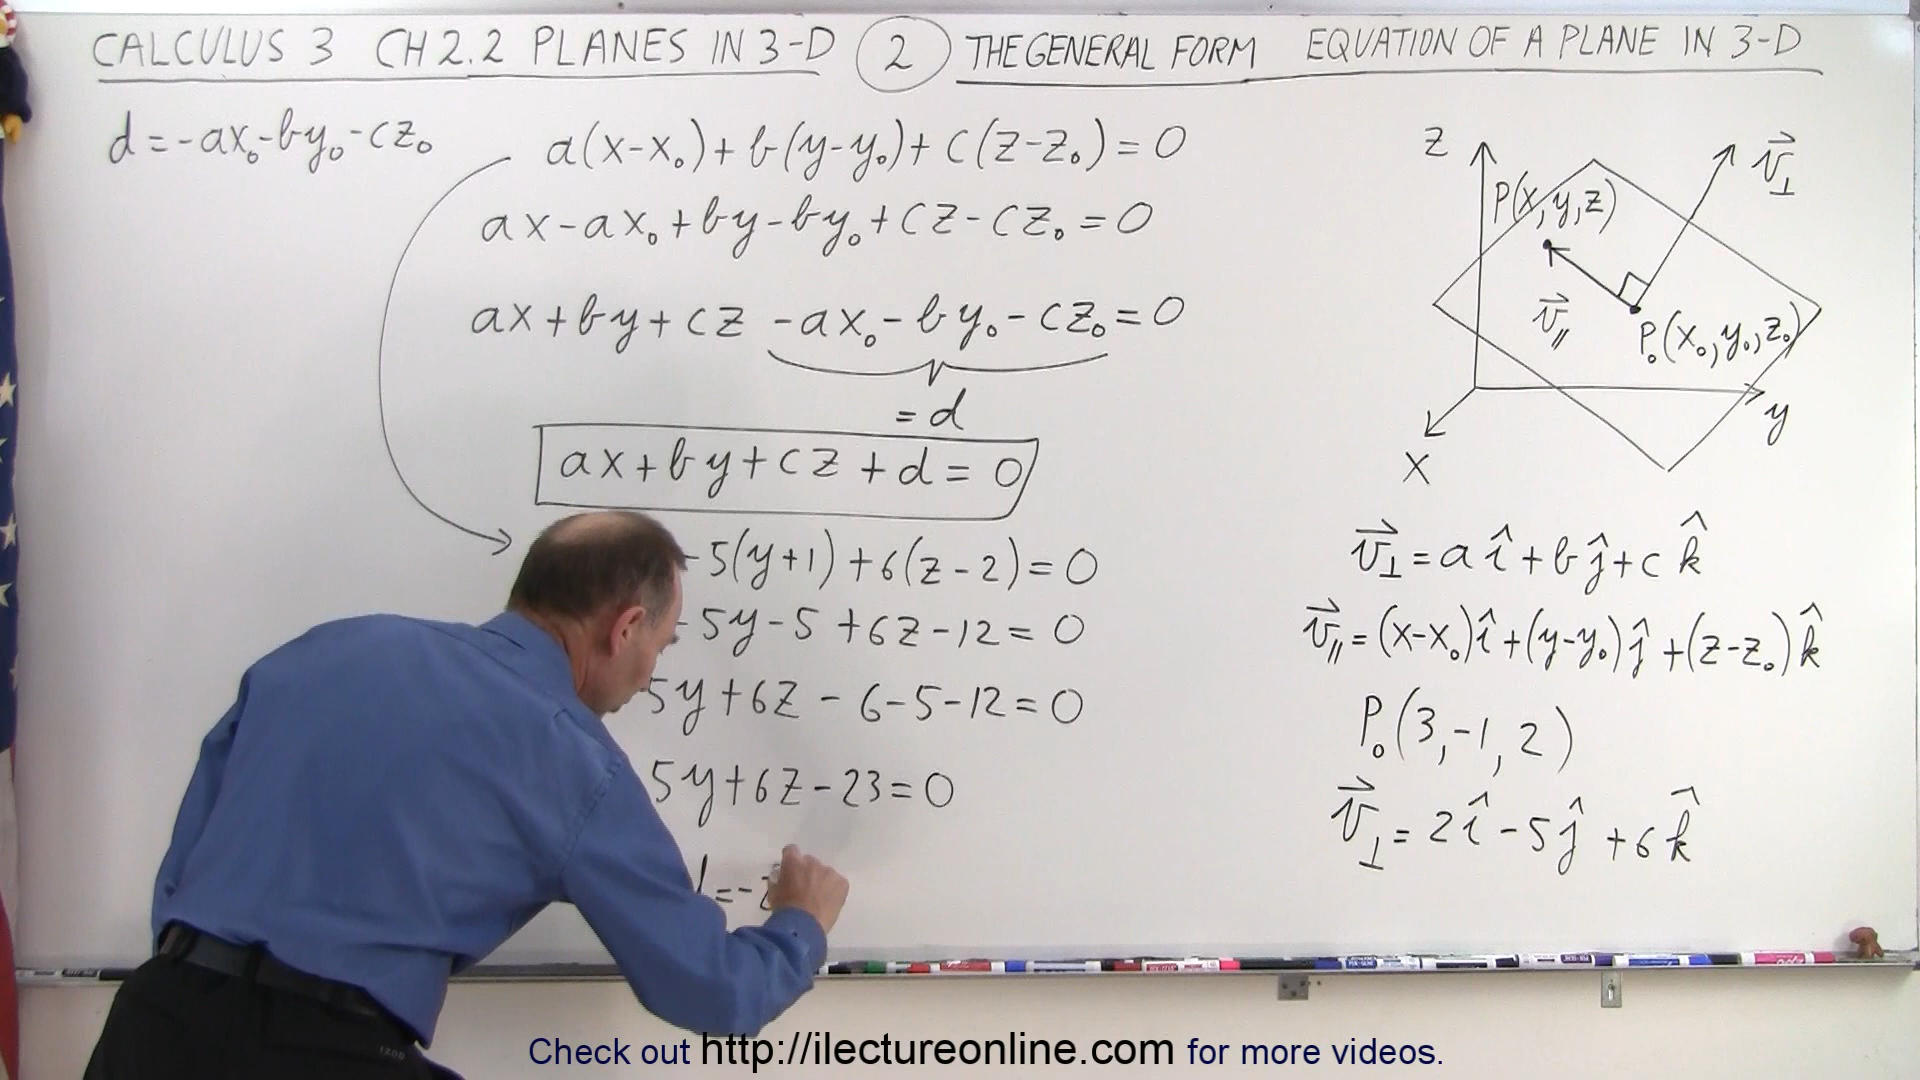 CALCULUS 3 CH 2.2 PLANES IN 3-D ② THE GENERAL FORM EQUATION OF A PLANE IN 3-D
d = -ax₀ - by₀ - cz₀
a(x-x₀) + b(y-y₀) + c(z-z₀) = 0
ax - ax₀ + by - by₀ + cz - cz₀ = 0
ax + by + cz - ax₀ - by₀ - cz₀ = 0
= d
ax + by + cz + d = 0
- 5(y+1) + 6(z-2) = 0
- 5y - 5 + 6z - 12 = 0
5y + 6z - 6 - 5 - 12 = 0
5y + 6z - 23 = 0
= -
z
v⃗⊥
P(x,y,z)
v⃗∥
P₀(x₀,y₀,z₀)
y
x
v⃗⊥ = a î + b ĵ + c k̂
v⃗∥ = (x-x₀) î + (y-y₀) ĵ + (z-z₀) k̂
P₀(3,-1,2)
v⃗⊥ = 2 î - 5 ĵ + 6 k̂
Check out http://ilectureonline.com for more videos.